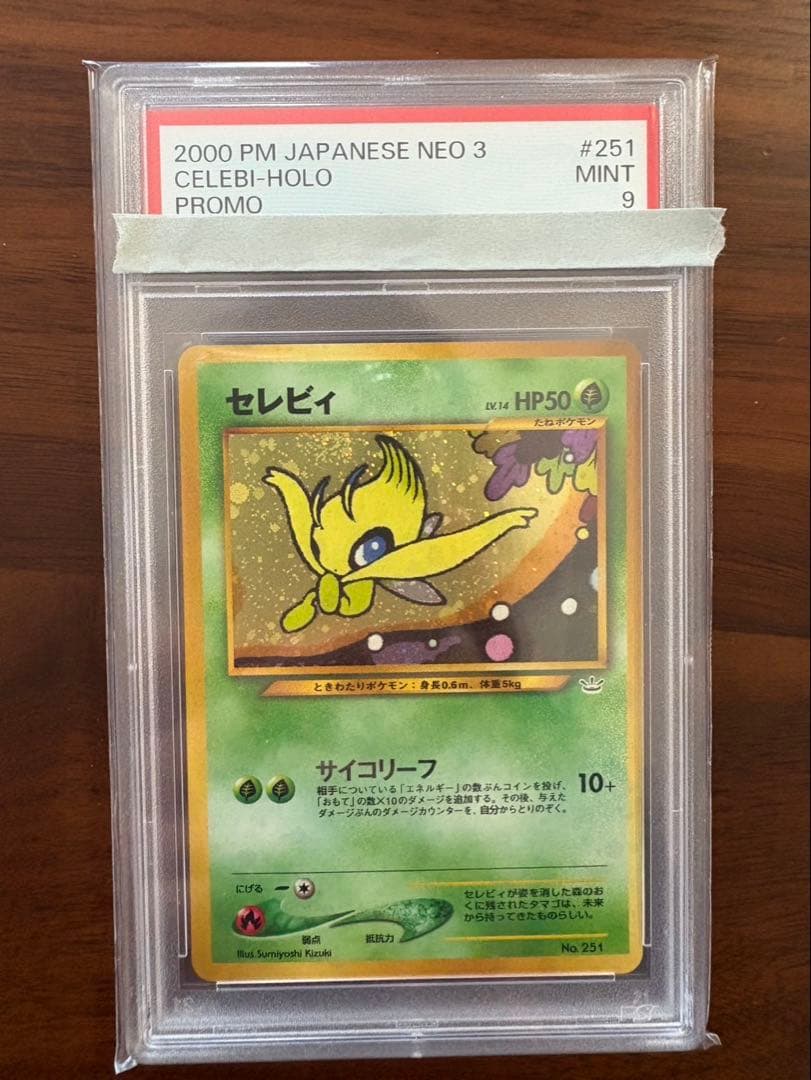 2000 PM JAPANESE NEO 3 #251
CELEBI-HOLO MINT
PROMO 9
セレビィ LV.14 HP50
たねポケモン
ときわたりポケモン：身長0.6m、体重5kg
サイコリーフ 10+
相手についている「エネルギー」の数ぶんコインを投げ、
「おもて」の数×10のダメージを追加する。その後、与えた
ダメージぶんのダメージカウンターを、自分からとりのぞく。
にげる
弱点 抵抗力
セレビィが姿を消した森のお
くに残されたタマゴは、未来
から持ってきたものらしい。
Illus. Sumiyoshi Kizuki No. 251